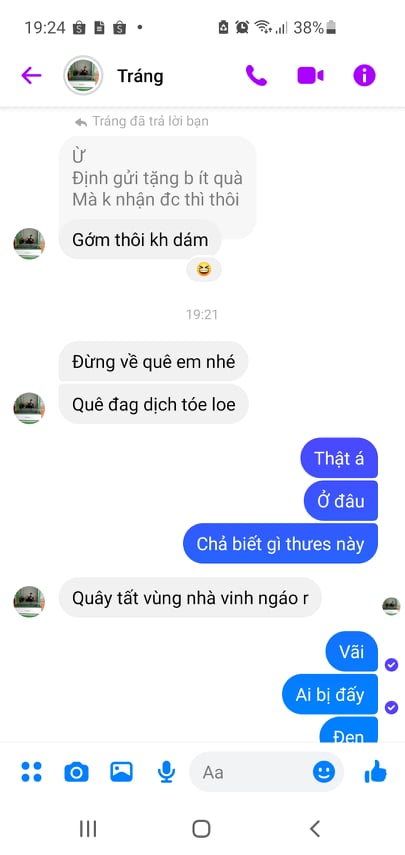 19:24
38%
Tráng
Tráng đã trả lời bạn
Ừ
Định gửi tặng b ít quà
Mà k nhận đc thì thôi
Gớm thôi kh dám
19:21
Đừng về quê em nhé
Quê đag dịch tóe loe
Thật á
Ở đâu
Chả biết gì thưes này
Quây tất vùng nhà vinh ngáo r
Vãi
Ai bị đấy
Đen
Aa